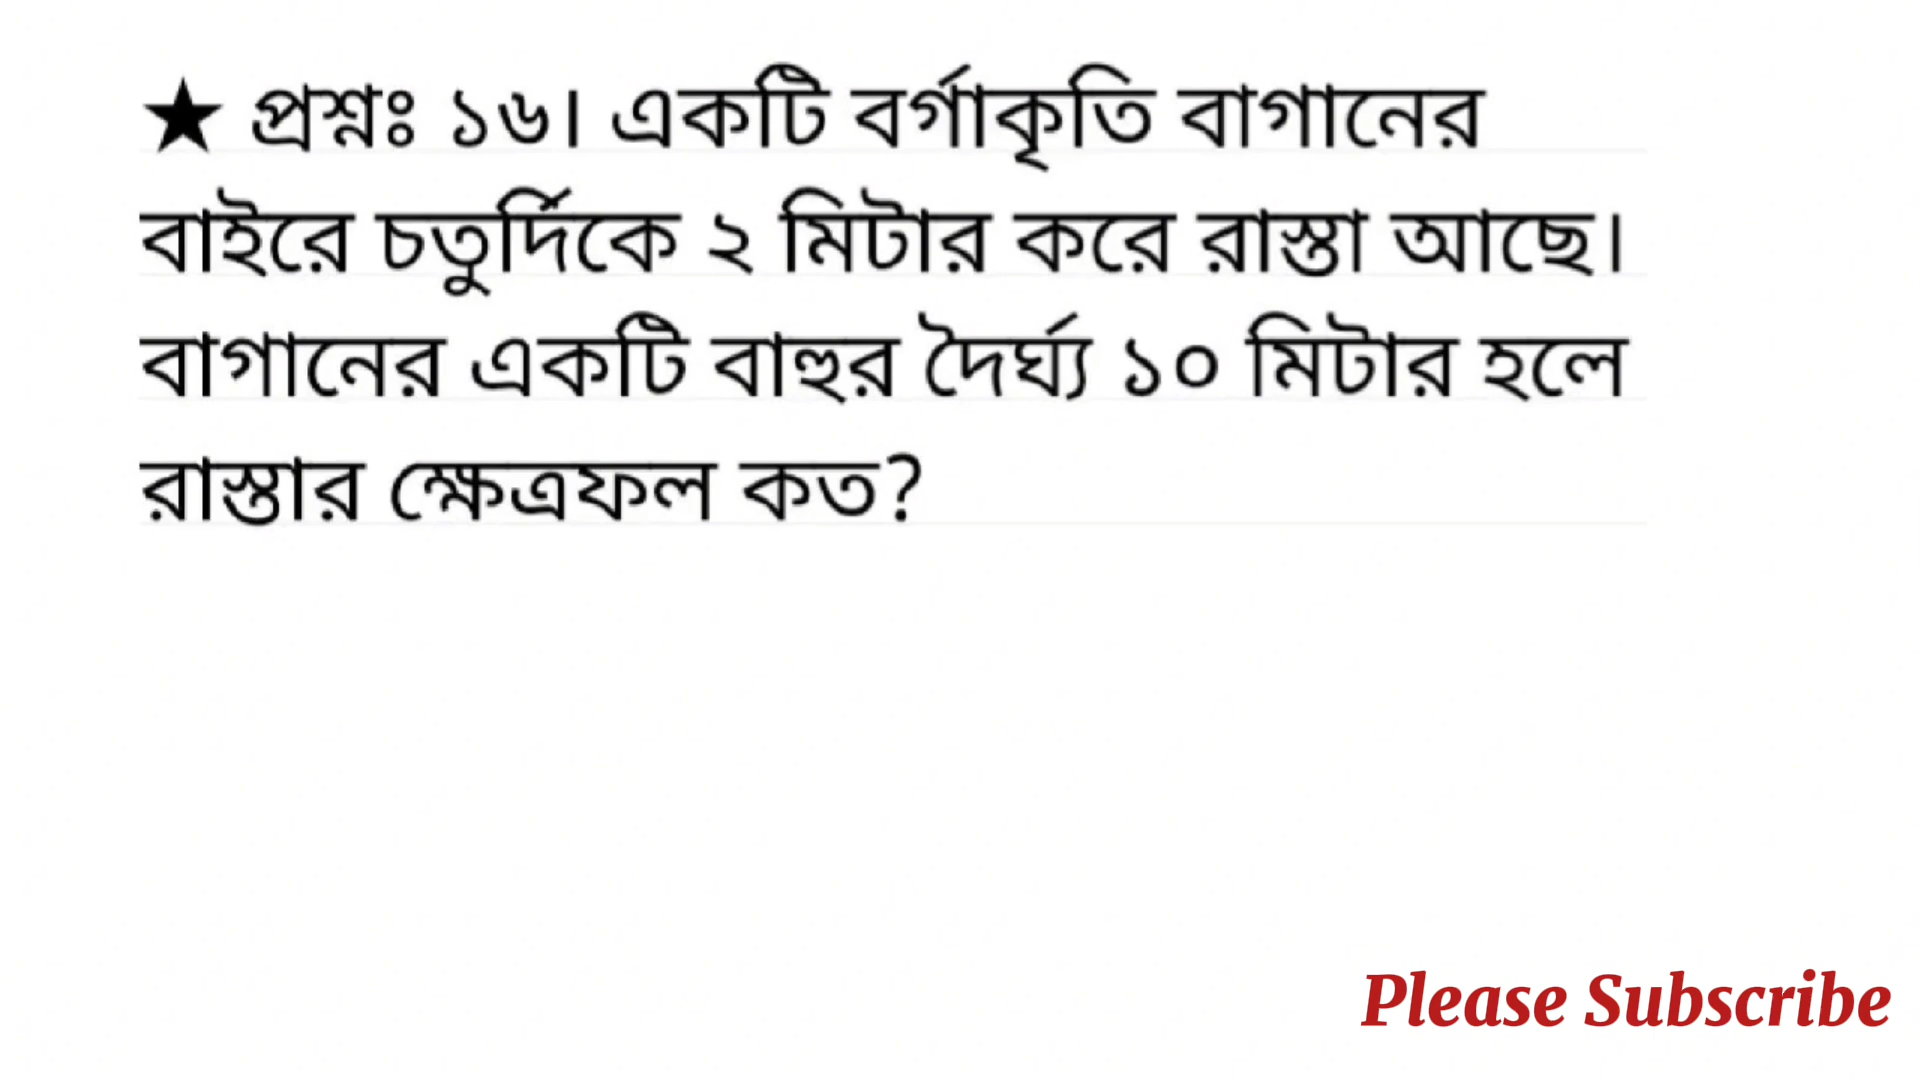 ★ প্রশ্নঃ ১৬। একটি বর্গাকৃতি বাগানের
বাইরে চতুর্দিকে ২ মিটার করে রাস্তা আছে।
বাগানের একটি বাহুর দৈর্ঘ্য ১০ মিটার হলে
রাস্তার ক্ষেত্রফল কত?
Please Subscribe